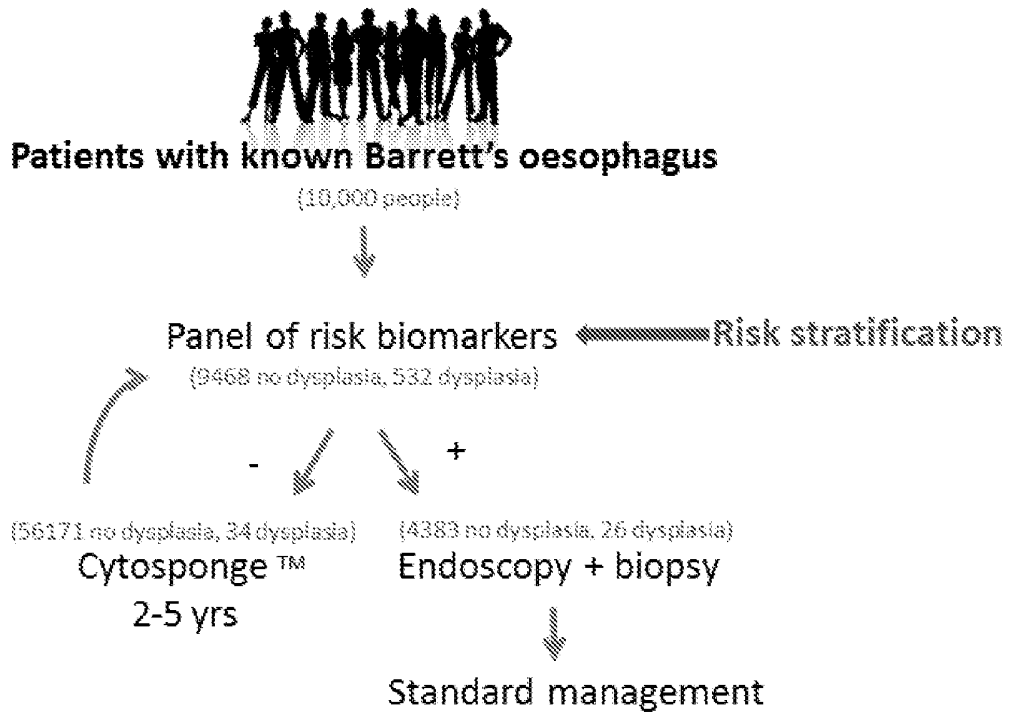 Patients with known Barrett's oesophagus
(10,000 people)
Panel of risk biomarkers
Risk stratification
(9468 no dysplasia, 532 dysplasia)
-
+
(56171 no dysplasia, 34 dysplasia)
(4383 no dysplasia, 26 dysplasia)
Cytosponge ™
Endoscopy + biopsy
2-5 yrs
Standard management